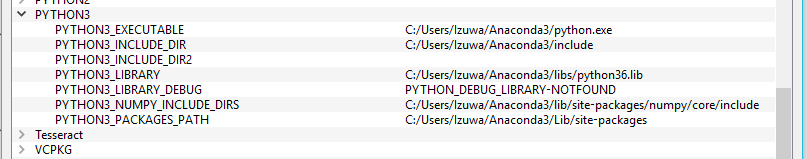 PYTHON2
PYTHON3
PYTHON3_EXECUTABLE C:/Users/Izuwa/Anaconda3/python.exe
PYTHON3_INCLUDE_DIR C:/Users/Izuwa/Anaconda3/include
PYTHON3_INCLUDE_DIR2
PYTHON3_LIBRARY C:/Users/Izuwa/Anaconda3/libs/python36.lib
PYTHON3_LIBRARY_DEBUG PYTHON_DEBUG_LIBRARY-NOTFOUND
PYTHON3_NUMPY_INCLUDE_DIRS C:/Users/Izuwa/Anaconda3/lib/site-packages/numpy/core/include
PYTHON3_PACKAGES_PATH C:/Users/Izuwa/Anaconda3/Lib/site-packages
Tesseract
VCPKG